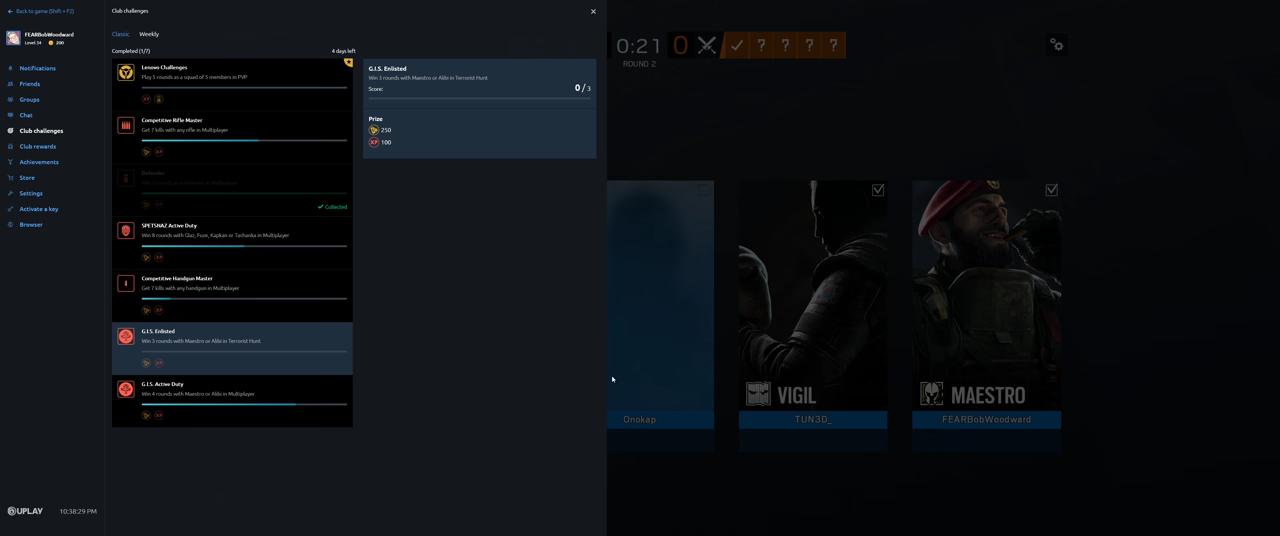 Back to game (Shift + F2)
FEARBobWoodward
Level 34 200
Notifications
Friends
Groups
Chat
Club challenges
Club rewards
Achievements
Store
Settings
Activate a key
Browser
UPLAY 10:38:29 PM
Club challenges
Classic Weekly
Completed (1/7) 4 days left
Lenovo Challenges
Play 5 rounds as a squad of 5 members in PVP
XP
Competitive Rifle Master
Get 7 kills with any rifle in Multiplayer
XP
Defender
Collected
SPETSNAZ Active Duty
Win 8 rounds with Glaz, Fuze, Kapkan or Tachanka in Multiplayer
XP
Competitive Handgun Master
Get 7 kills with any handgun in Multiplayer
XP
G.I.S. Enlisted
Win 3 rounds with Maestro or Alibi in Terrorist Hunt
XP
G.I.S. Active Duty
Win 4 rounds with Maestro or Alibi in Multiplayer
XP
G.I.S. Enlisted
Win 3 rounds with Maestro or Alibi in Terrorist Hunt
Score: 0 / 3
Prize
250
XP 100
0:21 0 ? ? ? ?
ROUND 2
VIGIL
MAESTRO
Onokap
TUN3D_
FEARBobWoodward